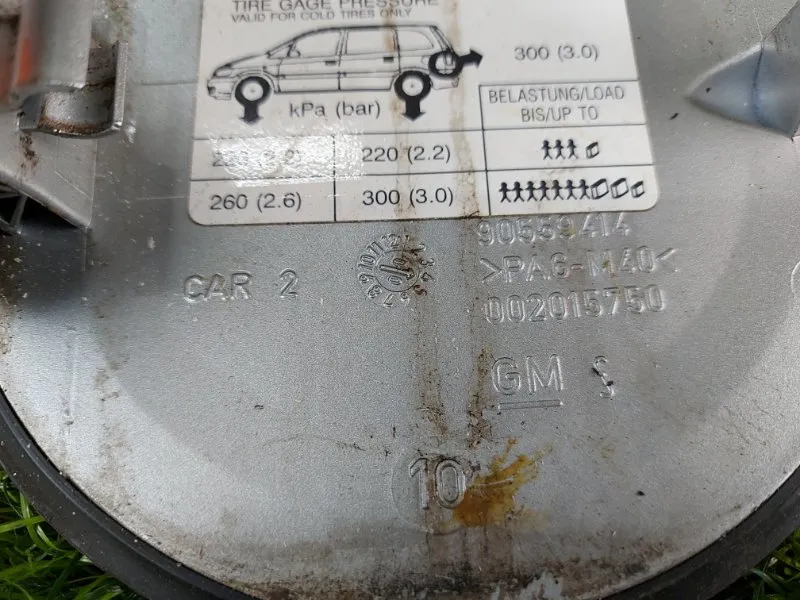 TIRE GAGE PRESSURE
VALID FOR COLD TIRES ONLY
300 (3.0)
kPa (bar)
BELASTUNG/LOAD
BIS/UP TO
220 (2.2)
260 (2.6) 300 (3.0)
90559414
CAR 2
>PA6-M40<
002015750
GM S
10